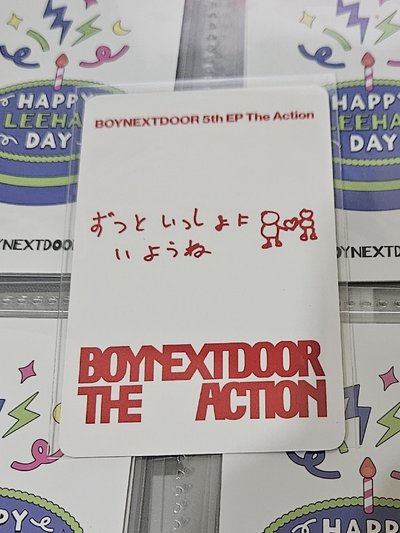 HAPPY
LEEHA
DAY
YNEXTDOOR
HAPPY
LEEHAN
DAY
BOYNEXTDOOR
BOYNEXTDOOR 5th EP The Action
ずっと いっしょに
いようね
BOYNEXTDOOR
THE ACTION
HAPPY